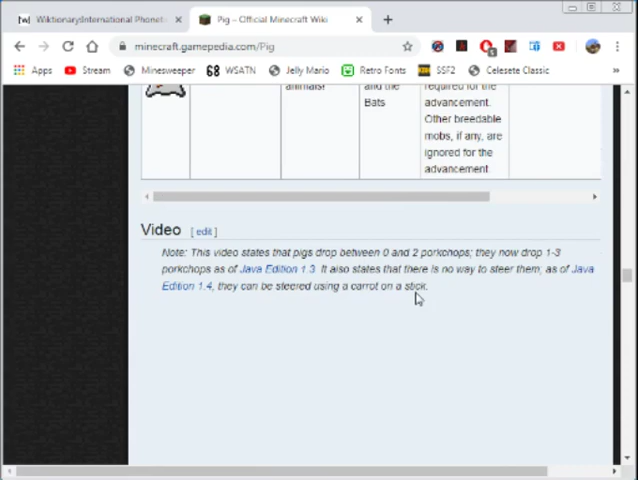 WiktionaryInternational Phonet
Pig – Official Minecraft Wiki
minecraft.gamepedia.com/Pig
Apps Stream Minesweeper WSATN Jelly Mario Retro Fonts SSF2 Celesete Classic »
animals! and the required for the
Bats advancement.
Other breedable
mobs, if any, are
ignored for the
advancement.
Video [ edit ]
Note: This video states that pigs drop between 0 and 2 porkchops; they now drop 1-3
porkchops as of Java Edition 1.3. It also states that there is no way to steer them; as of Java
Edition 1.4, they can be steered using a carrot on a stick.